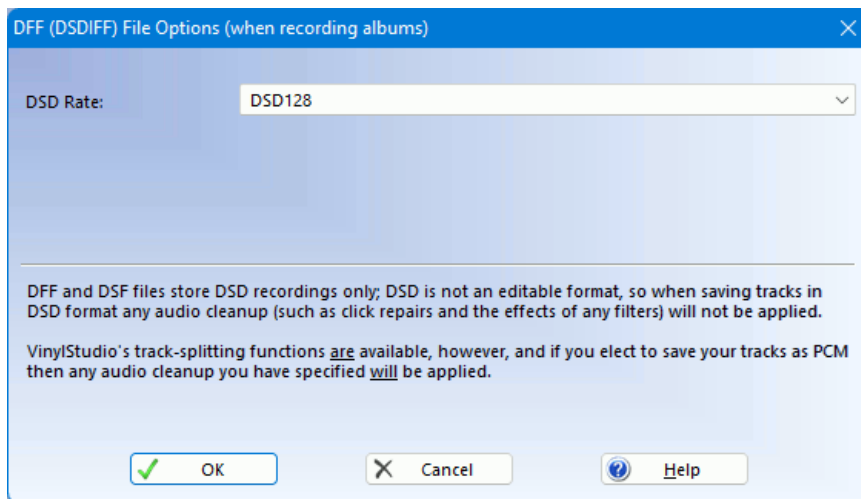 DFF (DSDIFF) File Options (when recording albums)
DSD Rate:
DSD128
DFF and DSF files store DSD recordings only; DSD is not an editable format, so when saving tracks in
DSD format any audio cleanup (such as click repairs and the effects of any filters) will not be applied.
VinylStudio's track-splitting functions are available, however, and if you elect to save your tracks as PCM
then any audio cleanup you have specified will be applied.
OK
Cancel
Help